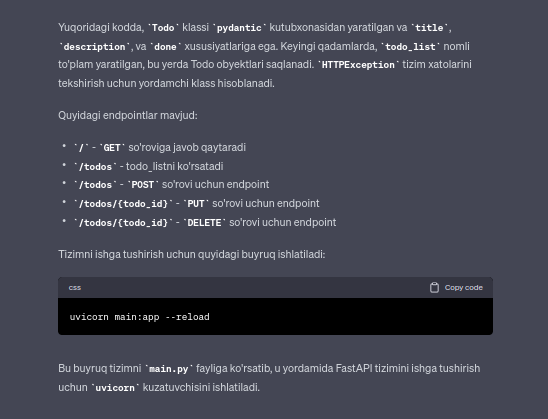 Yuqoridagi kodda, `Todo` klassi `pydantic` kutubxonasidan yaratilgan va `title`,
`description`, va `done` xususiyatlariga ega. Keyingi qadamlarda, `todo_list` nomli
to'plam yaratilgan, bu yerda Todo obyektlari saqlanadi. `HTTPException` tizim xatolarini
tekshirish uchun yordamchi klass hisoblanadi.
Quyidagi endpointlar mavjud:
• `/` - `GET` so'roviga javob qaytaradi
• `/todos` - todo_listni ko'rsatadi
• `/todos` - `POST` so'rovi uchun endpoint
• `/todos/{todo_id}` - `PUT` so'rovi uchun endpoint
• `/todos/{todo_id}` - `DELETE` so'rovi uchun endpoint
Tizimni ishga tushirish uchun quyidagi buyruq ishlatiladi:
css Copy code
uvicorn main:app --reload
Bu buyruq tizimni `main.py` fayliga ko'rsatib, u yordamida FastAPI tizimini ishga tushirish
uchun `uvicorn` kuzatuvchisini ishlatiladi.